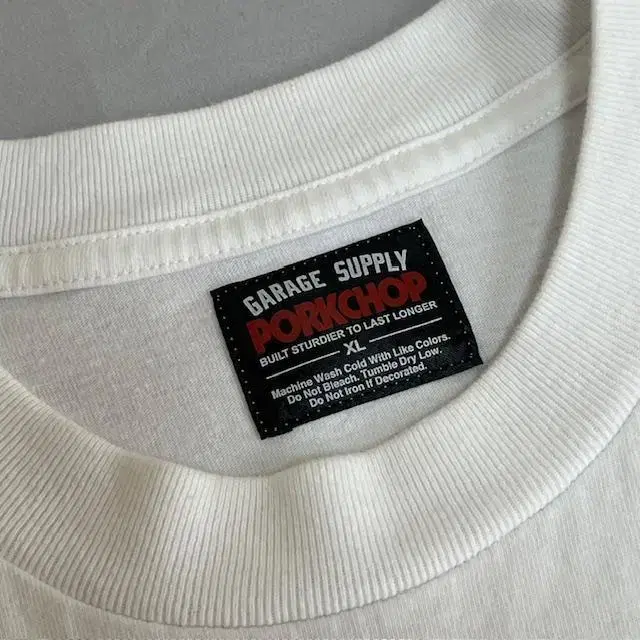 GARAGE SUPPLY
PORKCHOP
BUILT STURDIER TO LAST LONGER
XL
Machine Wash Cold With Like Colors.
Do Not Bleach. Tumble Dry Low.
Do Not Iron If Decorated.